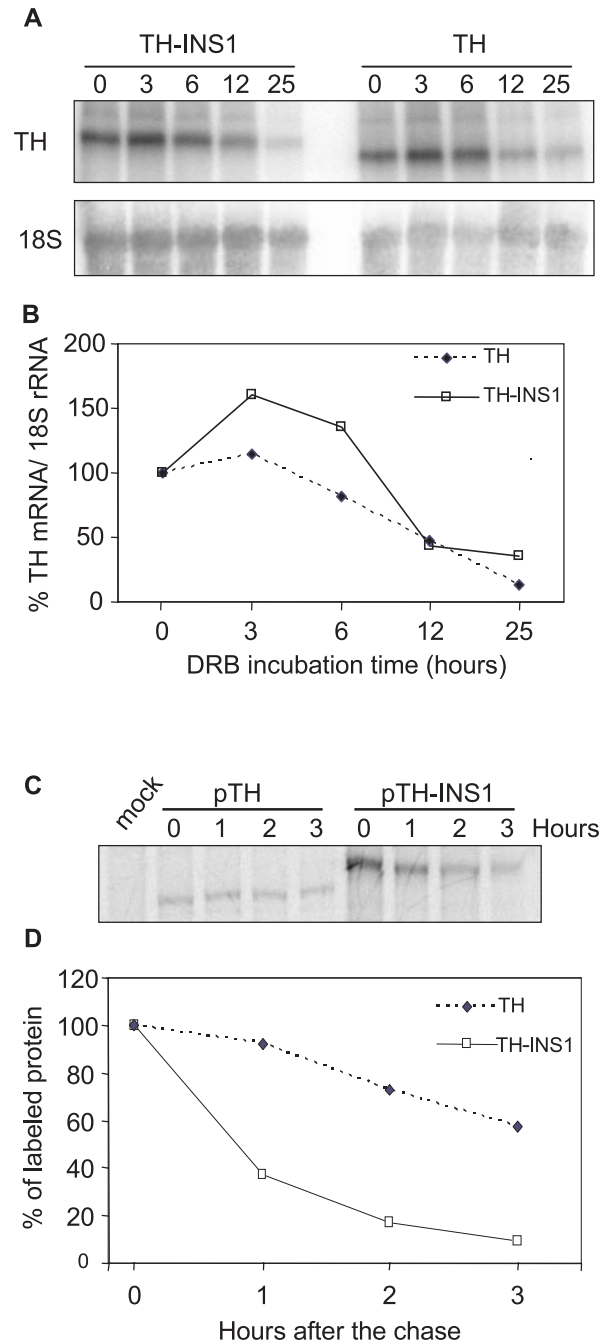 A
TH-INS1 TH
0 3 6 12 25 0 3 6 12 25
TH
18S
B
% TH mRNA/ 18S rRNA
200
150
100
50
0
TH
TH-INS1
0 3 6 12 25
DRB incubation time (hours)
C
mock pTH pTH-INS1
0 1 2 3 0 1 2 3 Hours
D
% of labeled protein
120
100
80
60
40
20
0
TH
TH-INS1
0 1 2 3
Hours after the chase